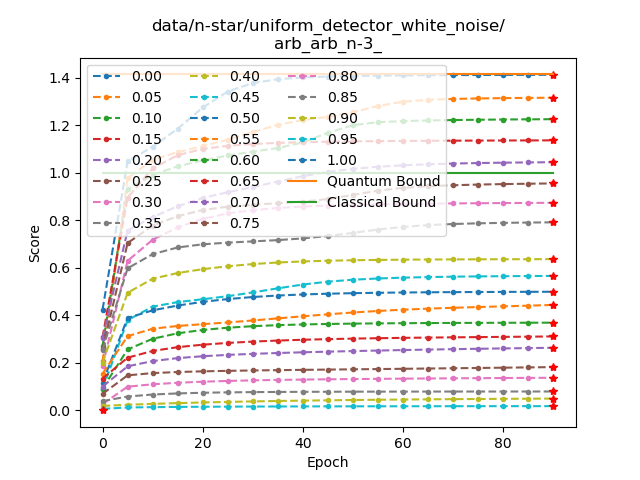 data/n-star/uniform_detector_white_noise/
arb_arb_n-3_
Score
1.4
1.2
1.0
0.8
0.6
0.4
0.2
0.0
0.00 0.40 0.80
0.05 0.45 0.85
0.10 0.50 0.90
0.15 0.55 0.95
0.20 0.60 1.00
0.25 0.65 Quantum Bound
0.30 0.70 Classical Bound
0.35 0.75
0 20 40 60 80
Epoch